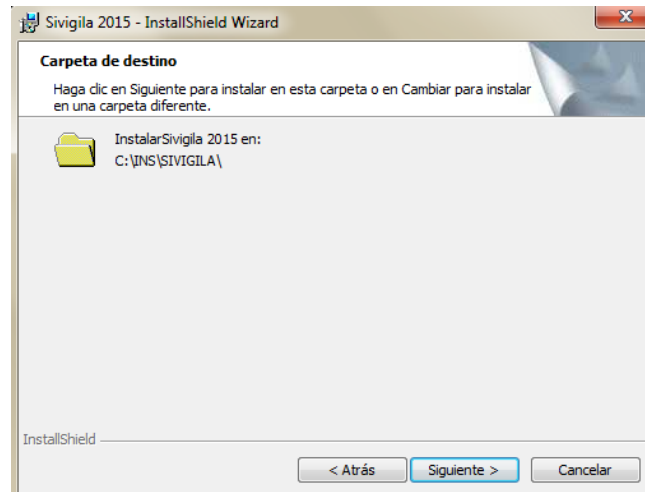 Sivigila 2015 - InstallShield Wizard
Carpeta de destino
Haga clic en Siguiente para instalar en esta carpeta o en Cambiar para instalar
en una carpeta diferente.
InstalarSivigila 2015 en:
C:\INS\SIVIGILA\
InstallShield
< Atrás
Siguiente >
Cancelar